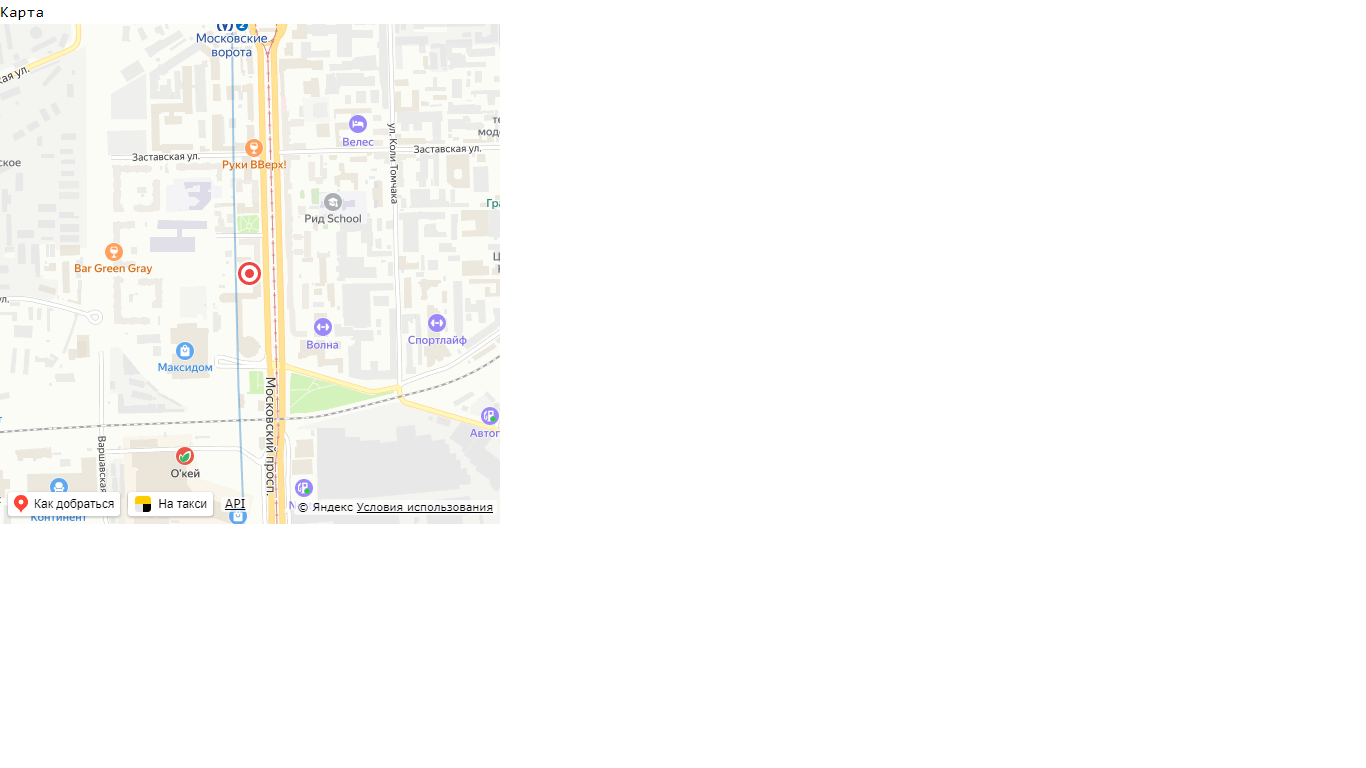 Карта
Московские
ворота
кая ул.
Велес
Заставская ул.
Руки ВВерх!
Заставская ул.
ул. Коли Томчака
Рид School
Bar Green Gray
Волна
Спортлайф
Максидом
Московский просп.
Варшавская
О'кей
Континент
Как добраться
На такси
API
© Яндекс Условия использования